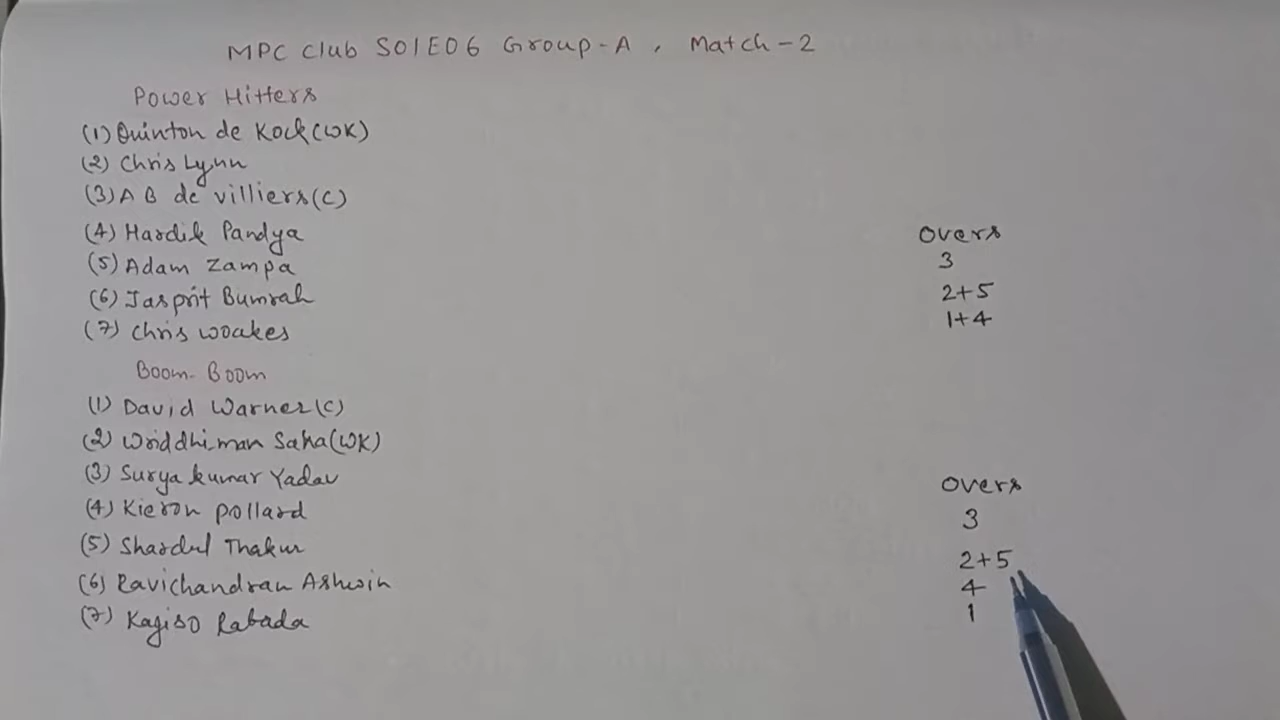 MPC Club S01E06 Group-A, Match-2
Power Hitters
(1) Quinton de Kock(WK)
(2) Chris Lynn
(3) A B de villiers(C)
(4) Hardik Pandya
Overs
(5) Adam Zampa 3
(6) Jasprit Bumrah 2+5
(7) Chris woakes 1+4
Boom-Boom
(1) David Warner(C)
(2) Wriddhiman Saha(WK)
(3) Surya kumar Yadav
Overs
(4) Kieron pollard 3
(5) Shardul Thakur 2+5
(6) Ravichandran Ashwin 4
(7) Kagiso Rabada 1